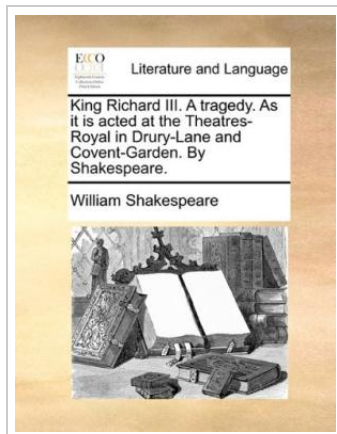 ECCO
Literature and Language
King Richard III. A tragedy. As
it is acted at the Theatres-
Royal in Drury-Lane and
Covent-Garden. By
Shakespeare.
William Shakespeare